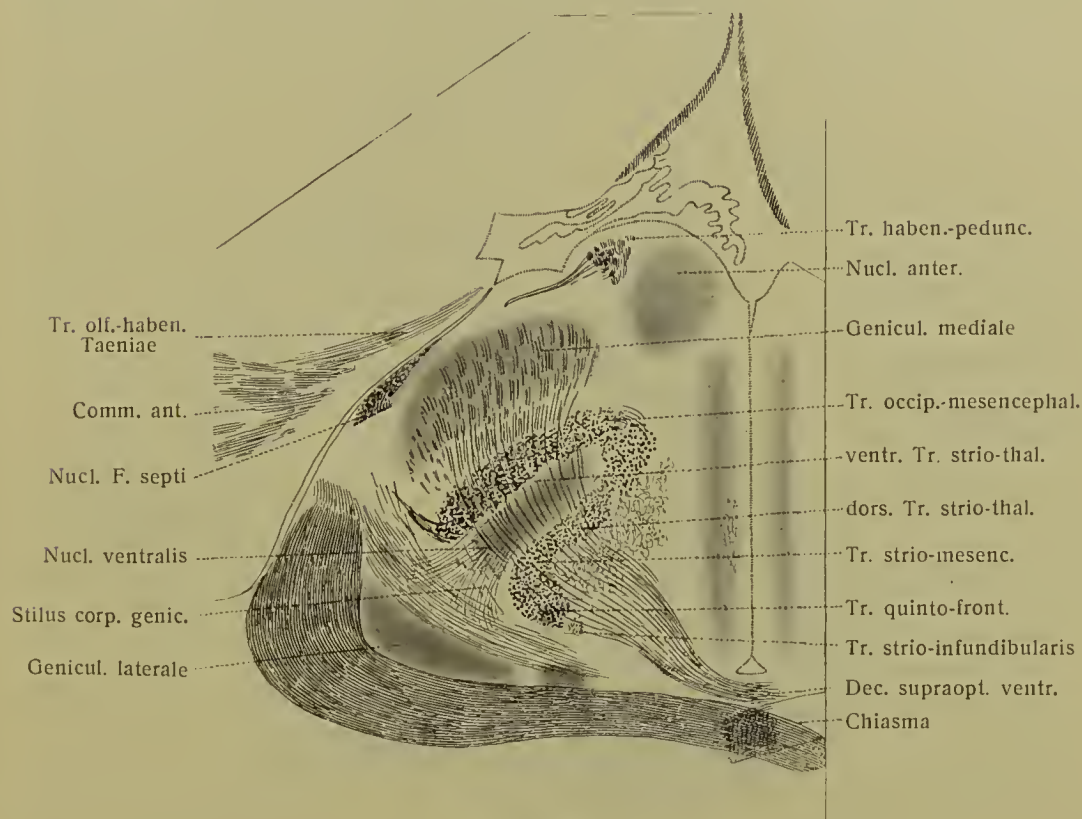 Tr. olf.-haben.
Taeniae
Comm. ant.
Nucl. F. septi
Nucl. ventralis
Stilus corp. genic.
Genicul. laterale
Tr. haben.-pedunc.
Nucl. anter.
Genicul. mediale
Tr. occip.-mesencephal.
ventr. Tr. strio-thal.
dors. Tr. strio-thal.
Tr. strio-mesenc.
Tr. quinto-front.
Tr. strio-infundibularis
Dec. supraopt. ventr.
Chiasma